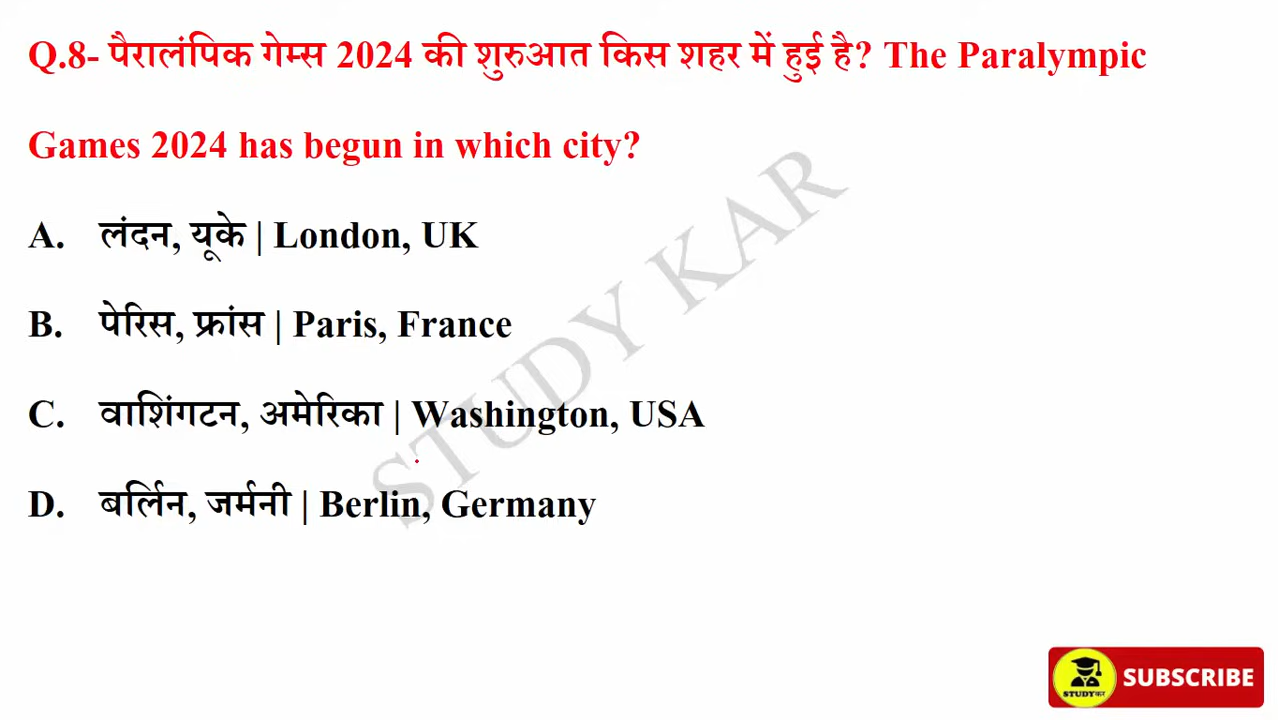 Q.8- पैरालंपिक गेम्स 2024 की शुरुआत किस शहर में हुई है? The Paralympic
Games 2024 has begun in which city?
A. लंदन, यूके | London, UK
B. पेरिस, फ्रांस | Paris, France
C. वाशिंगटन, अमेरिका | Washington, USA
D. बर्लिन, जर्मनी | Berlin, Germany
STUDY KAR
STUDYकर
SUBSCRIBE